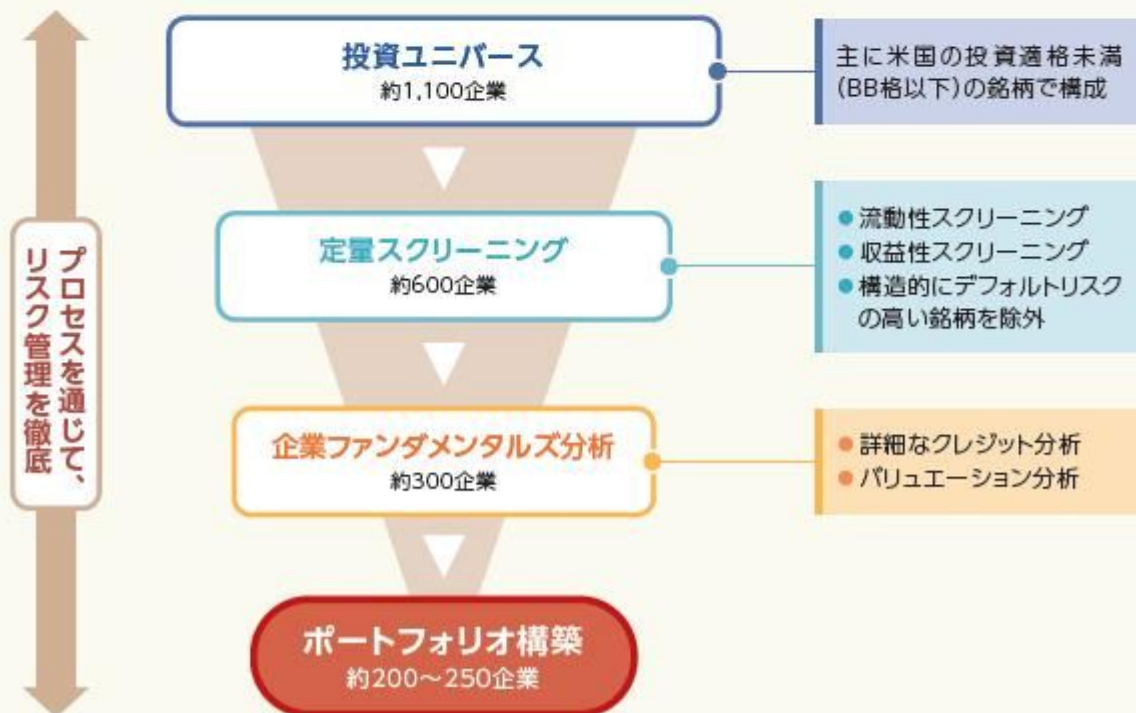 投資ユニバース
約1,100企業
主に米国の投資適格未満
(BB格以下)の銘柄で構成
定量スクリーニング
約600企業
●流動性スクリーニング
●収益性スクリーニング
●構造的にデフォルトリスク
の高い銘柄を除外
プロセスを通じて、
リスク管理を徹底
企業ファンダメンタルズ分析
約300企業
●詳細なクレジット分析
●バリュエーション分析
ポートフォリオ構築
約200〜250企業